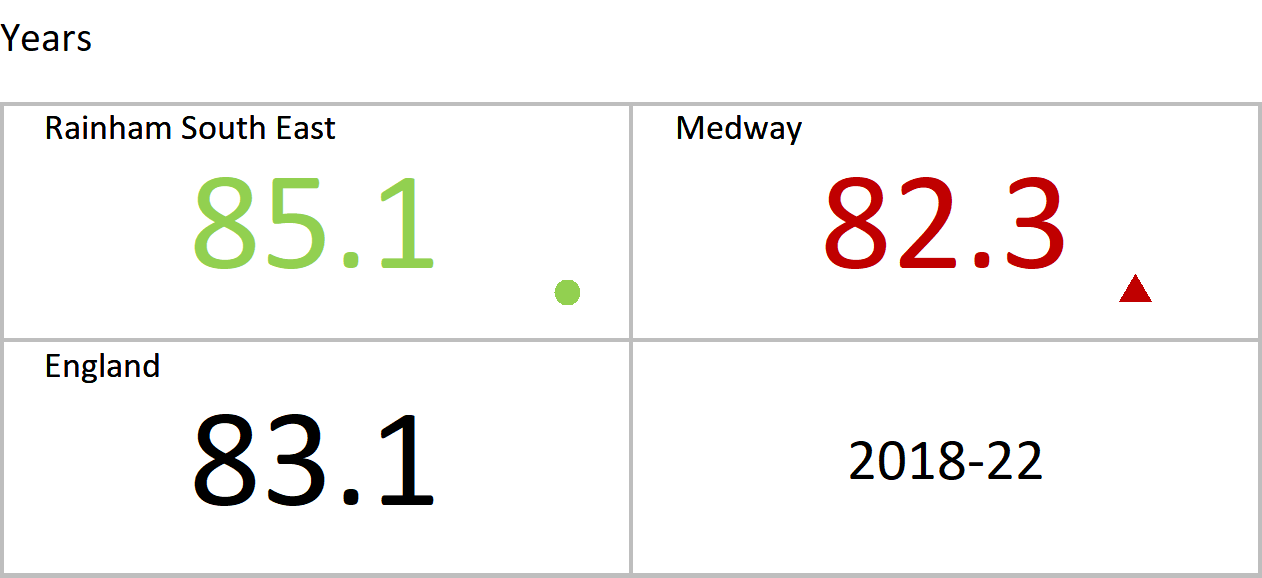 Years
Rainham South East
85.1
Medway
82.3
England
83.1
2018-22